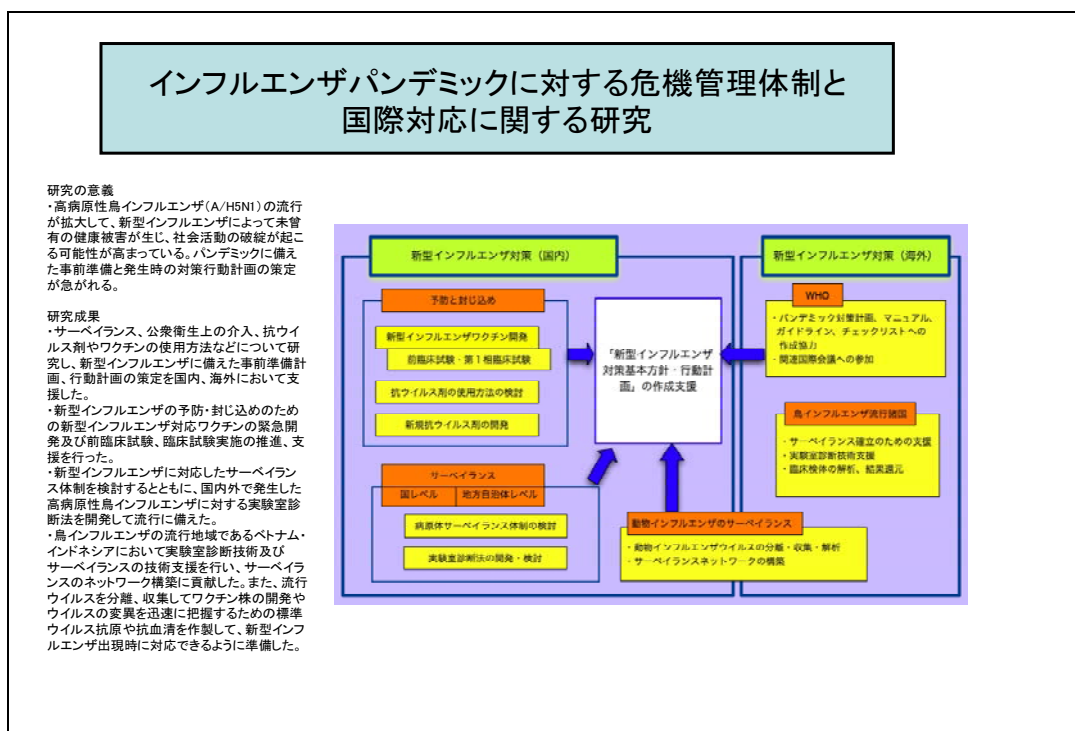 インフルエンザパンデミックに対する危機管理体制と
国際対応に関する研究
研究の意義
・高病原性鳥インフルエンザ（A/H5N1）の流行
が拡大して、新型インフルエンザによって未曾
有の健康被害が生じ、社会活動の破綻が起こ
る可能性が高まっている。パンデミックに備え
た事前準備と発生時の対策行動計画の策定
が急がれる。
研究成果
・サーベイランス、公衆衛生上の介入、抗ウイ
ルス剤やワクチンの使用方法などについて研
究し、新型インフルエンザに備えた事前準備計
画、行動計画の策定を国内、海外において支
援した。
・新型インフルエンザの予防・封じ込めのため
の新型インフルエンザ対応ワクチンの緊急開
発及び前臨床試験、臨床試験実施の推進、支
援を行った。
・新型インフルエンザに対応したサーベイラン
ス体制を検討するとともに、国内外で発生した
高病原性鳥インフルエンザに対する実験室診
断法を開発して流行に備えた。
・鳥インフルエンザの流行地域であるベトナム・
インドネシアにおいて実験室診断技術及び
サーベイランスの技術支援を行い、サーベイラ
ンスのネットワーク構築に貢献した。また、流行
ウイルスを分離、収集してワクチン株の開発や
ウイルスの変異を迅速に把握するための標準
ウイルス抗原や抗血清を作製して、新型インフ
ルエンザ出現時に対応できるように準備した。
新型インフルエンザ対策（国内）
予防と封じ込め
新型インフルエンザワクチン開発
前臨床試験・第1相臨床試験
抗ウイルス剤の使用方法の検討
新規抗ウイルス剤の開発
サーベイランス
国レベル
地方自治体レベル
病原体サーベイランス体制の検討
実験室診断法の開発・検討
「新型インフルエンザ
対策基本方針・行動計
画」の作成支援
新型インフルエンザ対策（海外）
WHO
・パンデミック対策計画、マニュアル、
ガイドライン、チェックリストへの
作成協力
・関連国際会議への参加
鳥インフルエンザ流行諸国
・サーベイランス確立のための支援
・実験室診断技術支援
・臨床検体の解析、結果還元
動物インフルエンザのサーベイランス
・動物インフルエンザウイルスの分離・収集・解析
・サーベイランスネットワークの構築